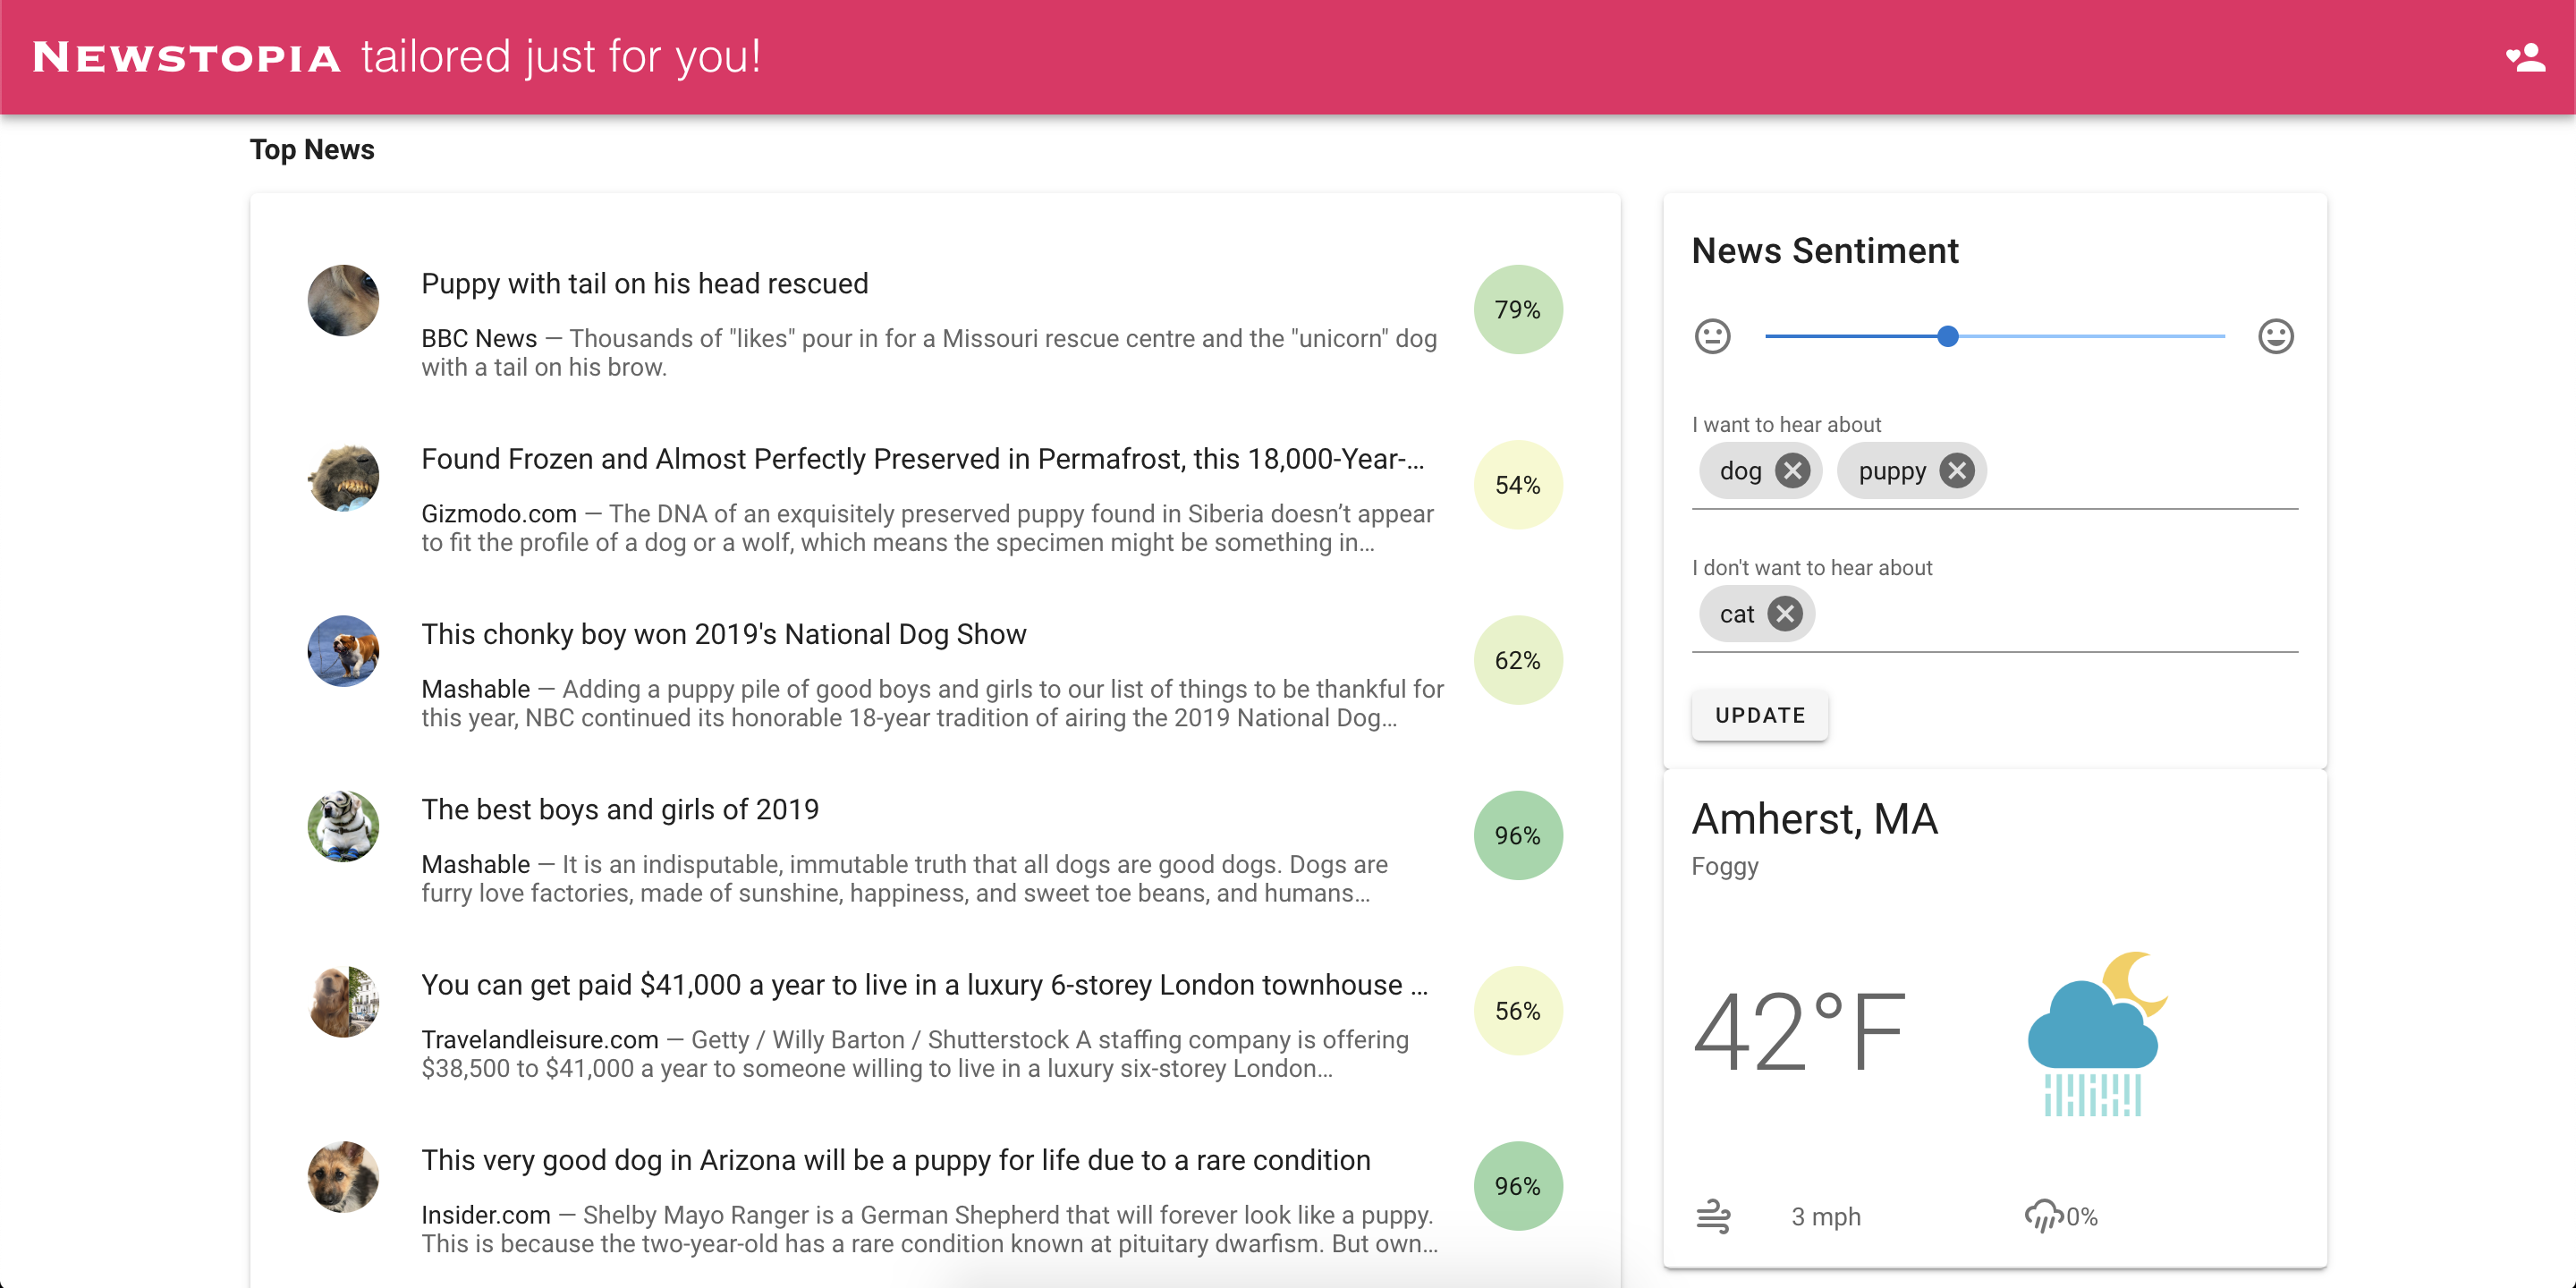 NEWSTOPIA tailored just for you!
Top News
Puppy with tail on his head rescued
BBC News — Thousands of "likes" pour in for a Missouri rescue centre and the "unicorn" dog
with a tail on his brow.
79%
Found Frozen and Almost Perfectly Preserved in Permafrost, this 18,000-Year-...
Gizmodo.com — The DNA of an exquisitely preserved puppy found in Siberia doesn’t appear
to fit the profile of a dog or a wolf, which means the specimen might be something in...
54%
This chonky boy won 2019's National Dog Show
Mashable — Adding a puppy pile of good boys and girls to our list of things to be thankful for
this year, NBC continued its honorable 18-year tradition of airing the 2019 National Dog...
62%
The best boys and girls of 2019
Mashable — It is an indisputable, immutable truth that all dogs are good dogs. Dogs are
furry love factories, made of sunshine, happiness, and sweet toe beans, and humans...
96%
You can get paid $41,000 a year to live in a luxury 6-storey London townhouse ...
Travelandleisure.com — Getty / Willy Barton / Shutterstock A staffing company is offering
$38,500 to $41,000 a year to someone willing to live in a luxury six-storey London...
56%
This very good dog in Arizona will be a puppy for life due to a rare condition
Insider.com — Shelby Mayo Ranger is a German Shepherd that will forever look like a puppy.
This is because the two-year-old has a rare condition known at pituitary dwarfism. But own...
96%
News Sentiment
I want to hear about
dog puppy
I don't want to hear about
cat
UPDATE
Amherst, MA
Foggy
42°F
3 mph 0%